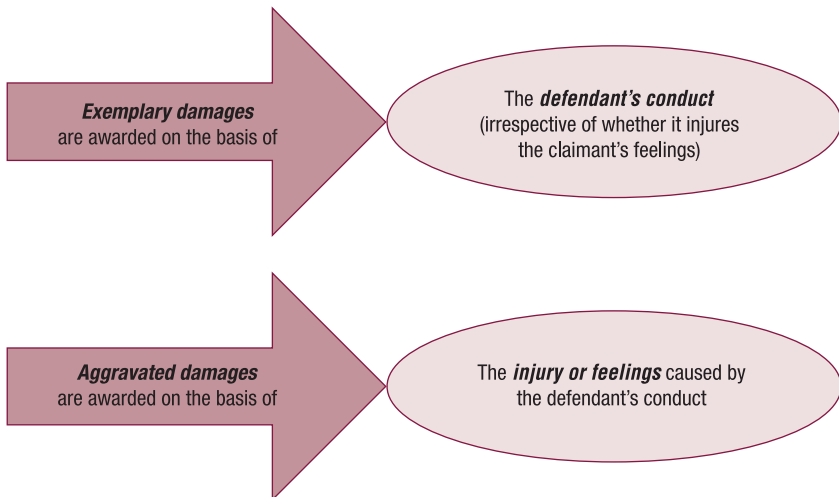 Exemplary damages
are awarded on the basis of
The defendant’s conduct
(irrespective of whether it injures
the claimant’s feelings)
Aggravated damages
are awarded on the basis of
The injury or feelings caused by
the defendant’s conduct